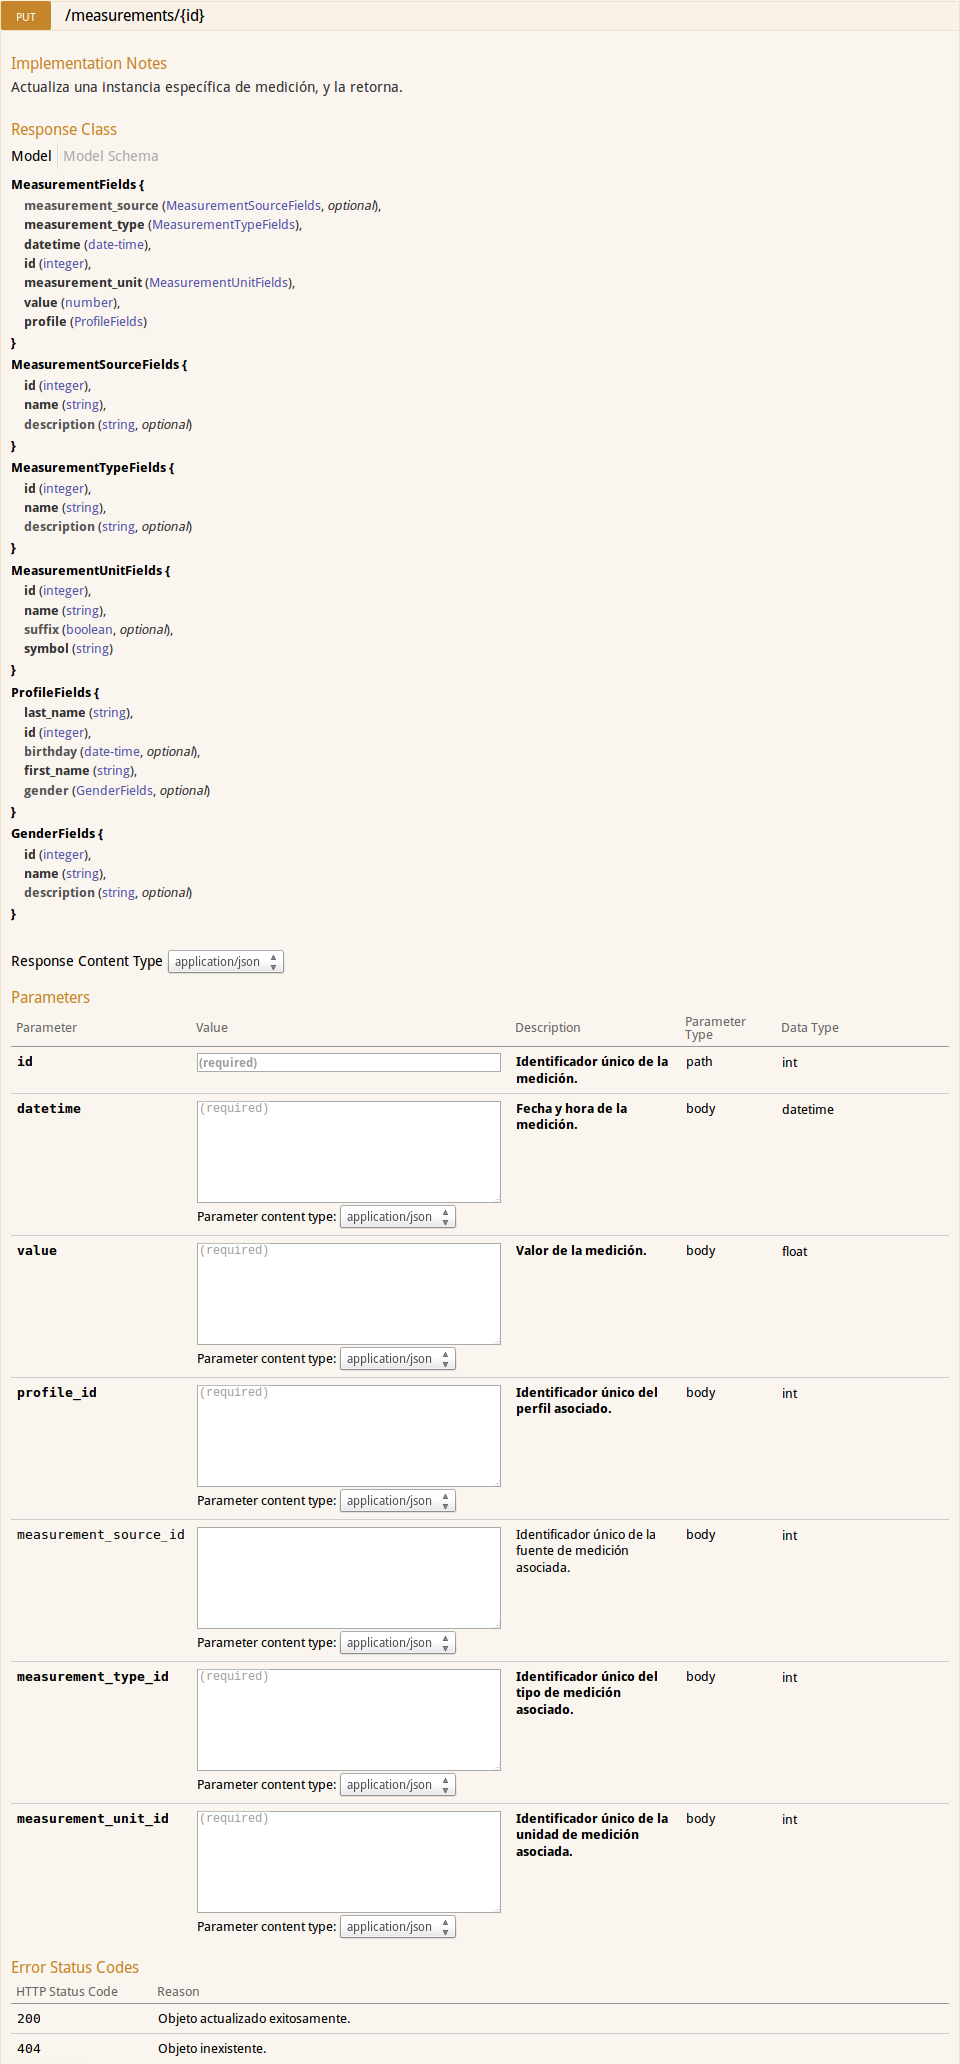 PUT /measurements/{id}
Implementation Notes
Actualiza una instancia específica de medición, y la retorna.
Response Class
Model Model Schema
MeasurementFields {
measurement_source (MeasurementSourceFields, optional),
measurement_type (MeasurementTypeFields),
datetime (date-time),
id (integer),
measurement_unit (MeasurementUnitFields),
value (number),
profile (ProfileFields)
}
MeasurementSourceFields {
id (integer),
name (string),
description (string, optional)
}
MeasurementTypeFields {
id (integer),
name (string),
description (string, optional)
}
MeasurementUnitFields {
id (integer),
name (string),
suffix (boolean, optional),
symbol (string)
}
ProfileFields {
last_name (string),
id (integer),
birthday (date-time, optional),
first_name (string),
gender (GenderFields, optional)
}
GenderFields {
id (integer),
name (string),
description (string, optional)
}
Response Content Type application/json
Parameters
Parameter Value Description Parameter Type Data Type
id (required) Identificador único de la path int
medición.
datetime (required) Fecha y hora de la body datetime
medición.
Parameter content type: application/json
value (required) Valor de la medición. body float
Parameter content type: application/json
profile_id (required) Identificador único del body int
perfil asociado.
Parameter content type: application/json
measurement_source_id Identificador único de la body int
fuente de medición
asociada.
Parameter content type: application/json
measurement_type_id (required) Identificador único del body int
tipo de medición
asociado.
Parameter content type: application/json
measurement_unit_id (required) Identificador único de la body int
unidad de medición
asociada.
Parameter content type: application/json
Error Status Codes
HTTP Status Code Reason
200 Objeto actualizado exitosamente.
404 Objeto inexistente.